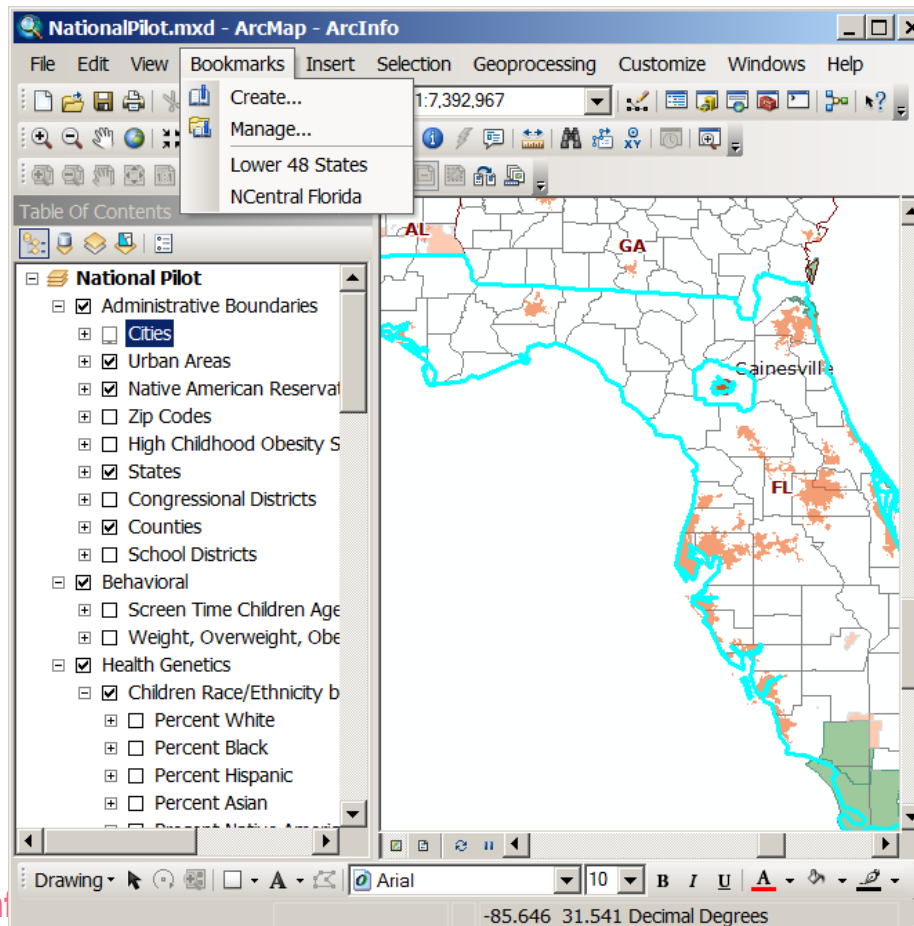 NationalPilot.mxd - ArcMap - ArcInfo
File Edit View Bookmarks Insert Selection Geoprocessing Customize Windows Help
Create...
1:7,392,967
Manage...
Lower 48 States
NCentral Florida
Table Of Contents
National Pilot
Administrative Boundaries
Cities
Urban Areas
Native American Reservat
Zip Codes
High Childhood Obesity S
States
Congressional Districts
Counties
School Districts
Behavioral
Screen Time Children Age
Weight, Overweight, Obe
Health Genetics
Children Race/Ethnicity b
Percent White
Percent Black
Percent Hispanic
Percent Asian
AL
GA
Gainesville
FL
Drawing A Arial 10 B I U A
-85.646 31.541 Decimal Degrees